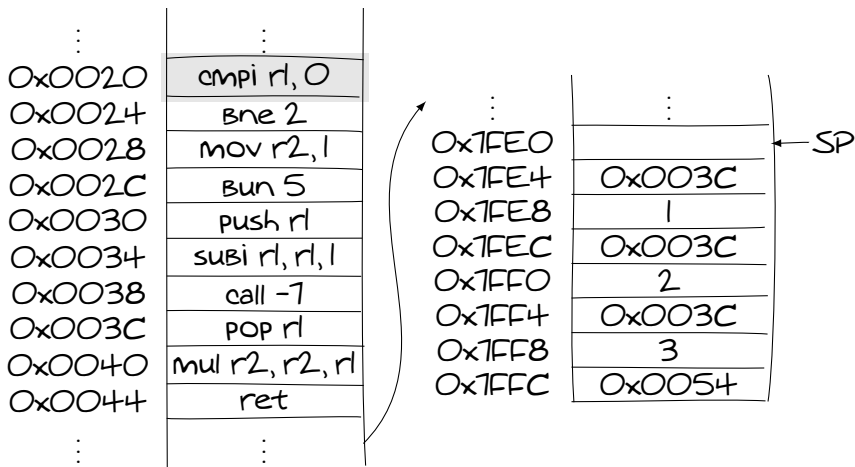 ⋮ ⋮
0x0020 cmpi r1, 0
0x0024 bne 2
0x0028 mov r2, 1
0x002C bun 5
0x0030 push r1
0x0034 subi r1, r1, 1
0x0038 call -7
0x003C pop r1
0x0040 mul r2, r2, r1
0x0044 ret
⋮ ⋮
⋮ ⋮
0x7FE0 SP
0x7FE4 0x003C
0x7FE8 1
0x7FEC 0x003C
0x7FF0 2
0x7FF4 0x003C
0x7FF8 3
0x7FFC 0x0054